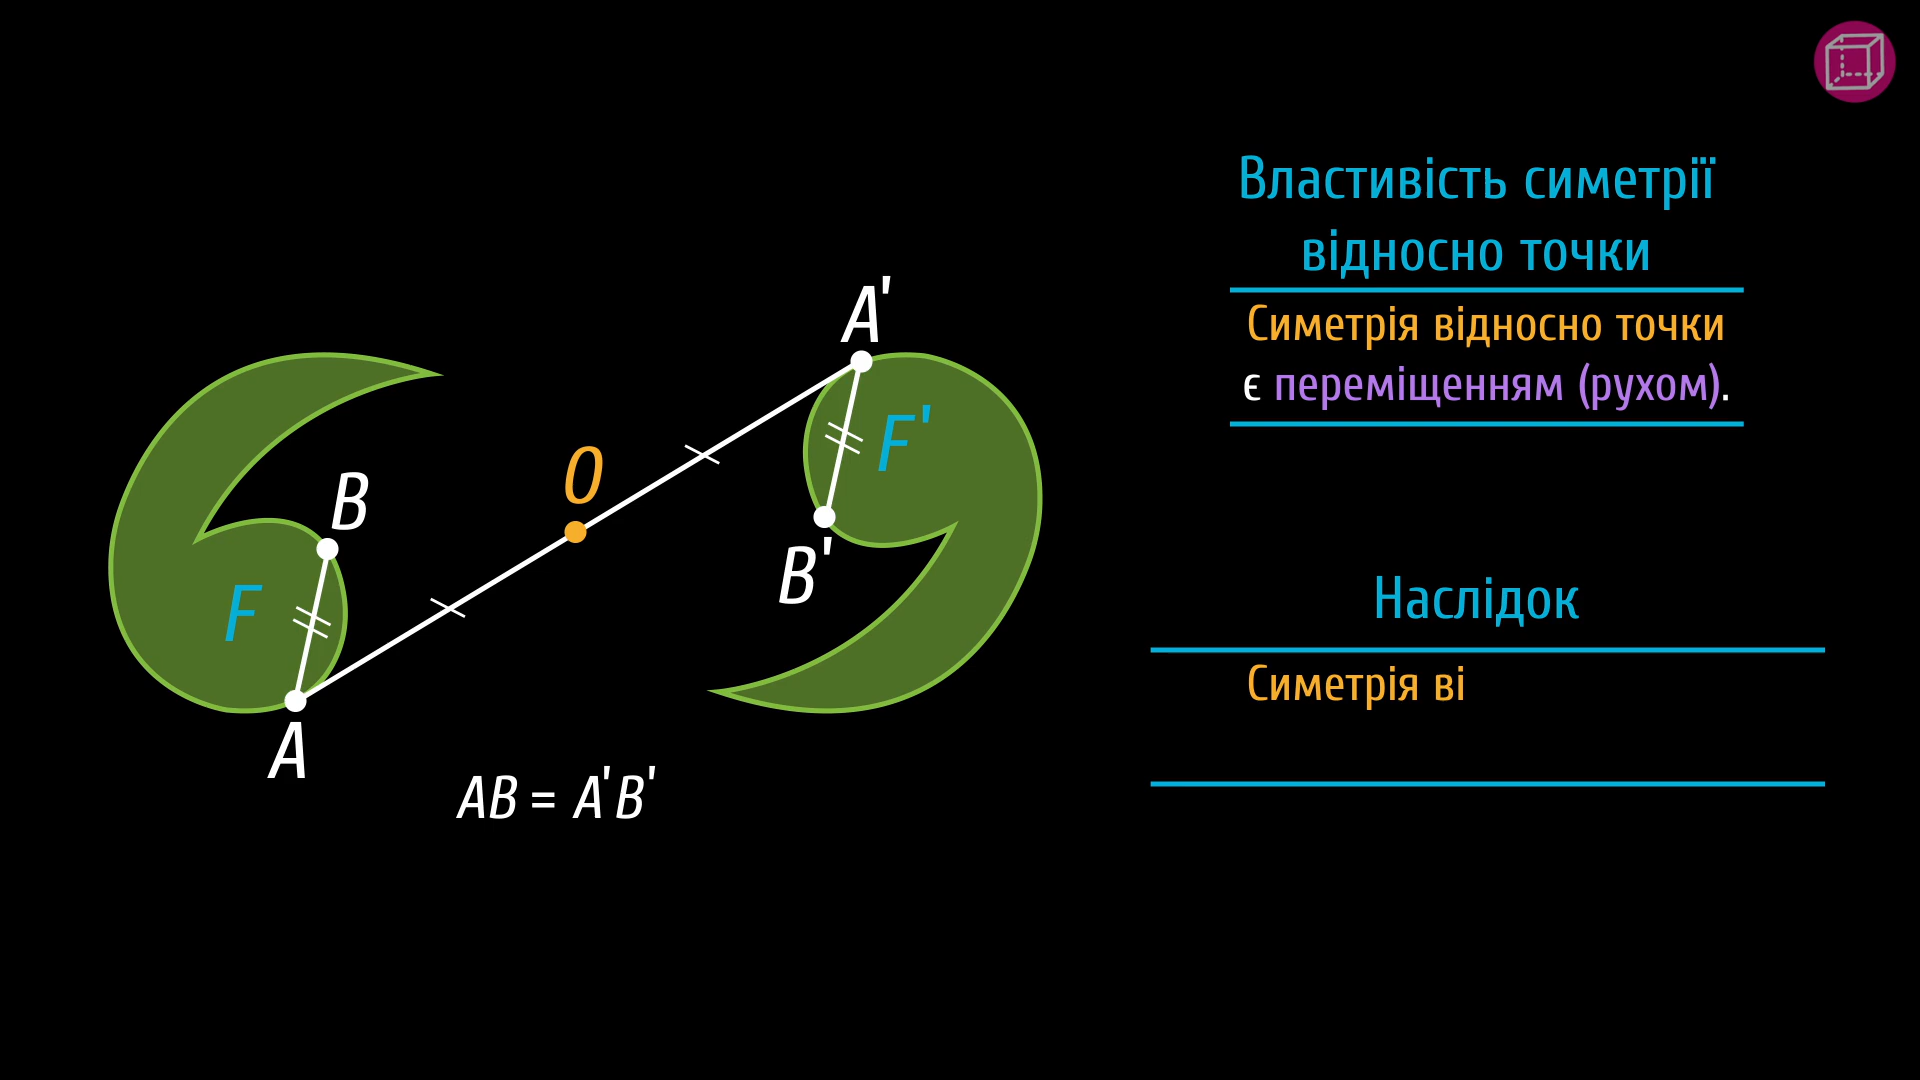 Властивість симетрії
відносно точки
Симетрія відносно точки
є переміщенням (рухом).
A'
F'
O
B
B'
F
A
AB = A'B'
Наслідок
Симетрія ві